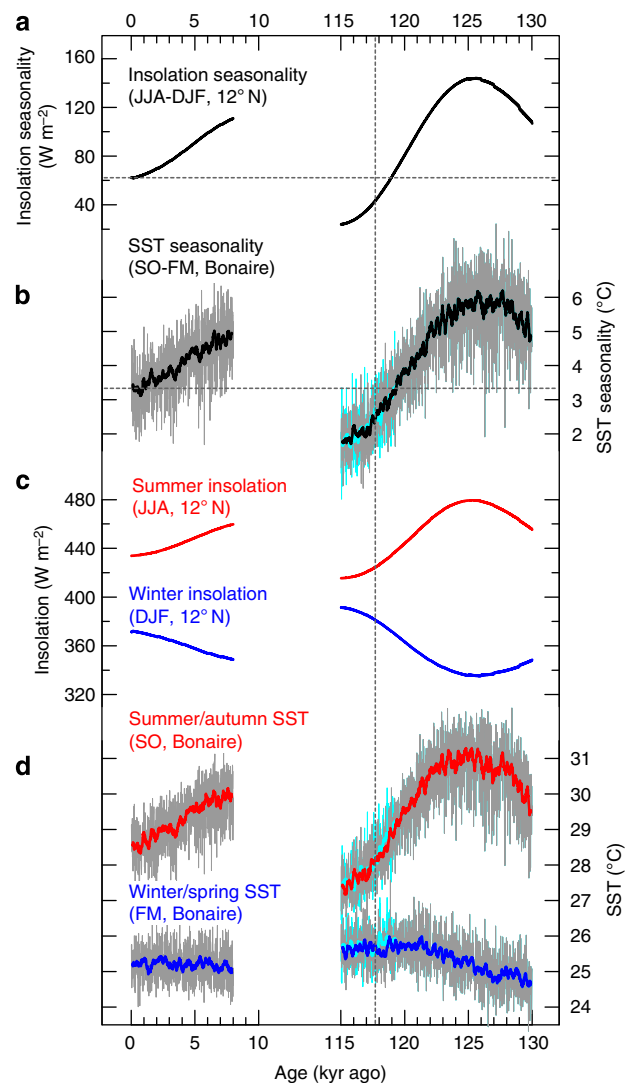 a
0 5 10 115 120 125 130
160
120
80
40
Insolation seasonality
(W m–2)
Insolation seasonality
(JJA-DJF, 12° N)
SST seasonality
(SO-FM, Bonaire)
b
6
5
4
3
2
SST seasonality (°C)
c
Summer insolation
(JJA, 12° N)
480
440
400
360
320
Insolation (W m–2)
Winter insolation
(DJF, 12° N)
Summer/autumn SST
(SO, Bonaire)
d
31
30
29
28
27
26
25
24
SST (°C)
Winter/spring SST
(FM, Bonaire)
0 5 10 115 120 125 130
Age (kyr ago)